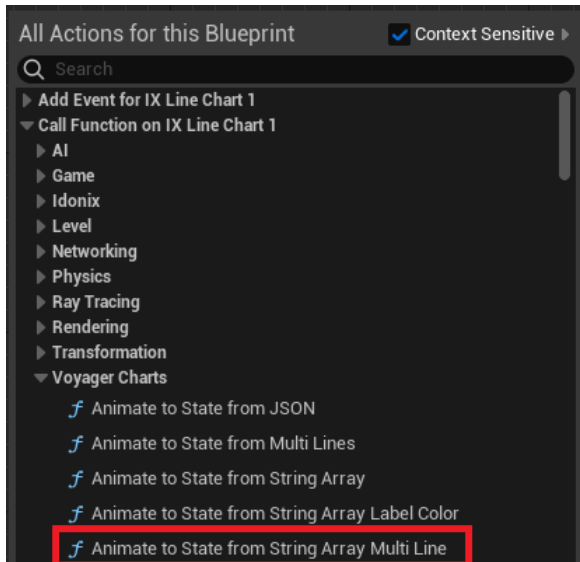 All Actions for this Blueprint Context Sensitive
Search
Add Event for IX Line Chart 1
Call Function on IX Line Chart 1
AI
Game
Idonix
Level
Networking
Physics
Ray Tracing
Rendering
Transformation
Voyager Charts
f Animate to State from JSON
f Animate to State from Multi Lines
f Animate to State from String Array
f Animate to State from String Array Label Color
f Animate to State from String Array Multi Line